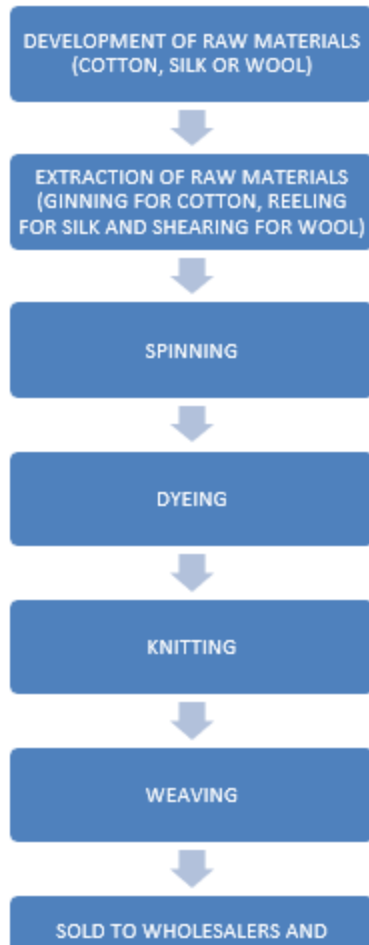 DEVELOPMENT OF RAW MATERIALS
(COTTON, SILK OR WOOL)
EXTRACTION OF RAW MATERIALS
(GINNING FOR COTTON, REELING
FOR SILK AND SHEARING FOR WOOL)
SPINNING
DYEING
KNITTING
WEAVING
SOLD TO WHOLESALERS AND